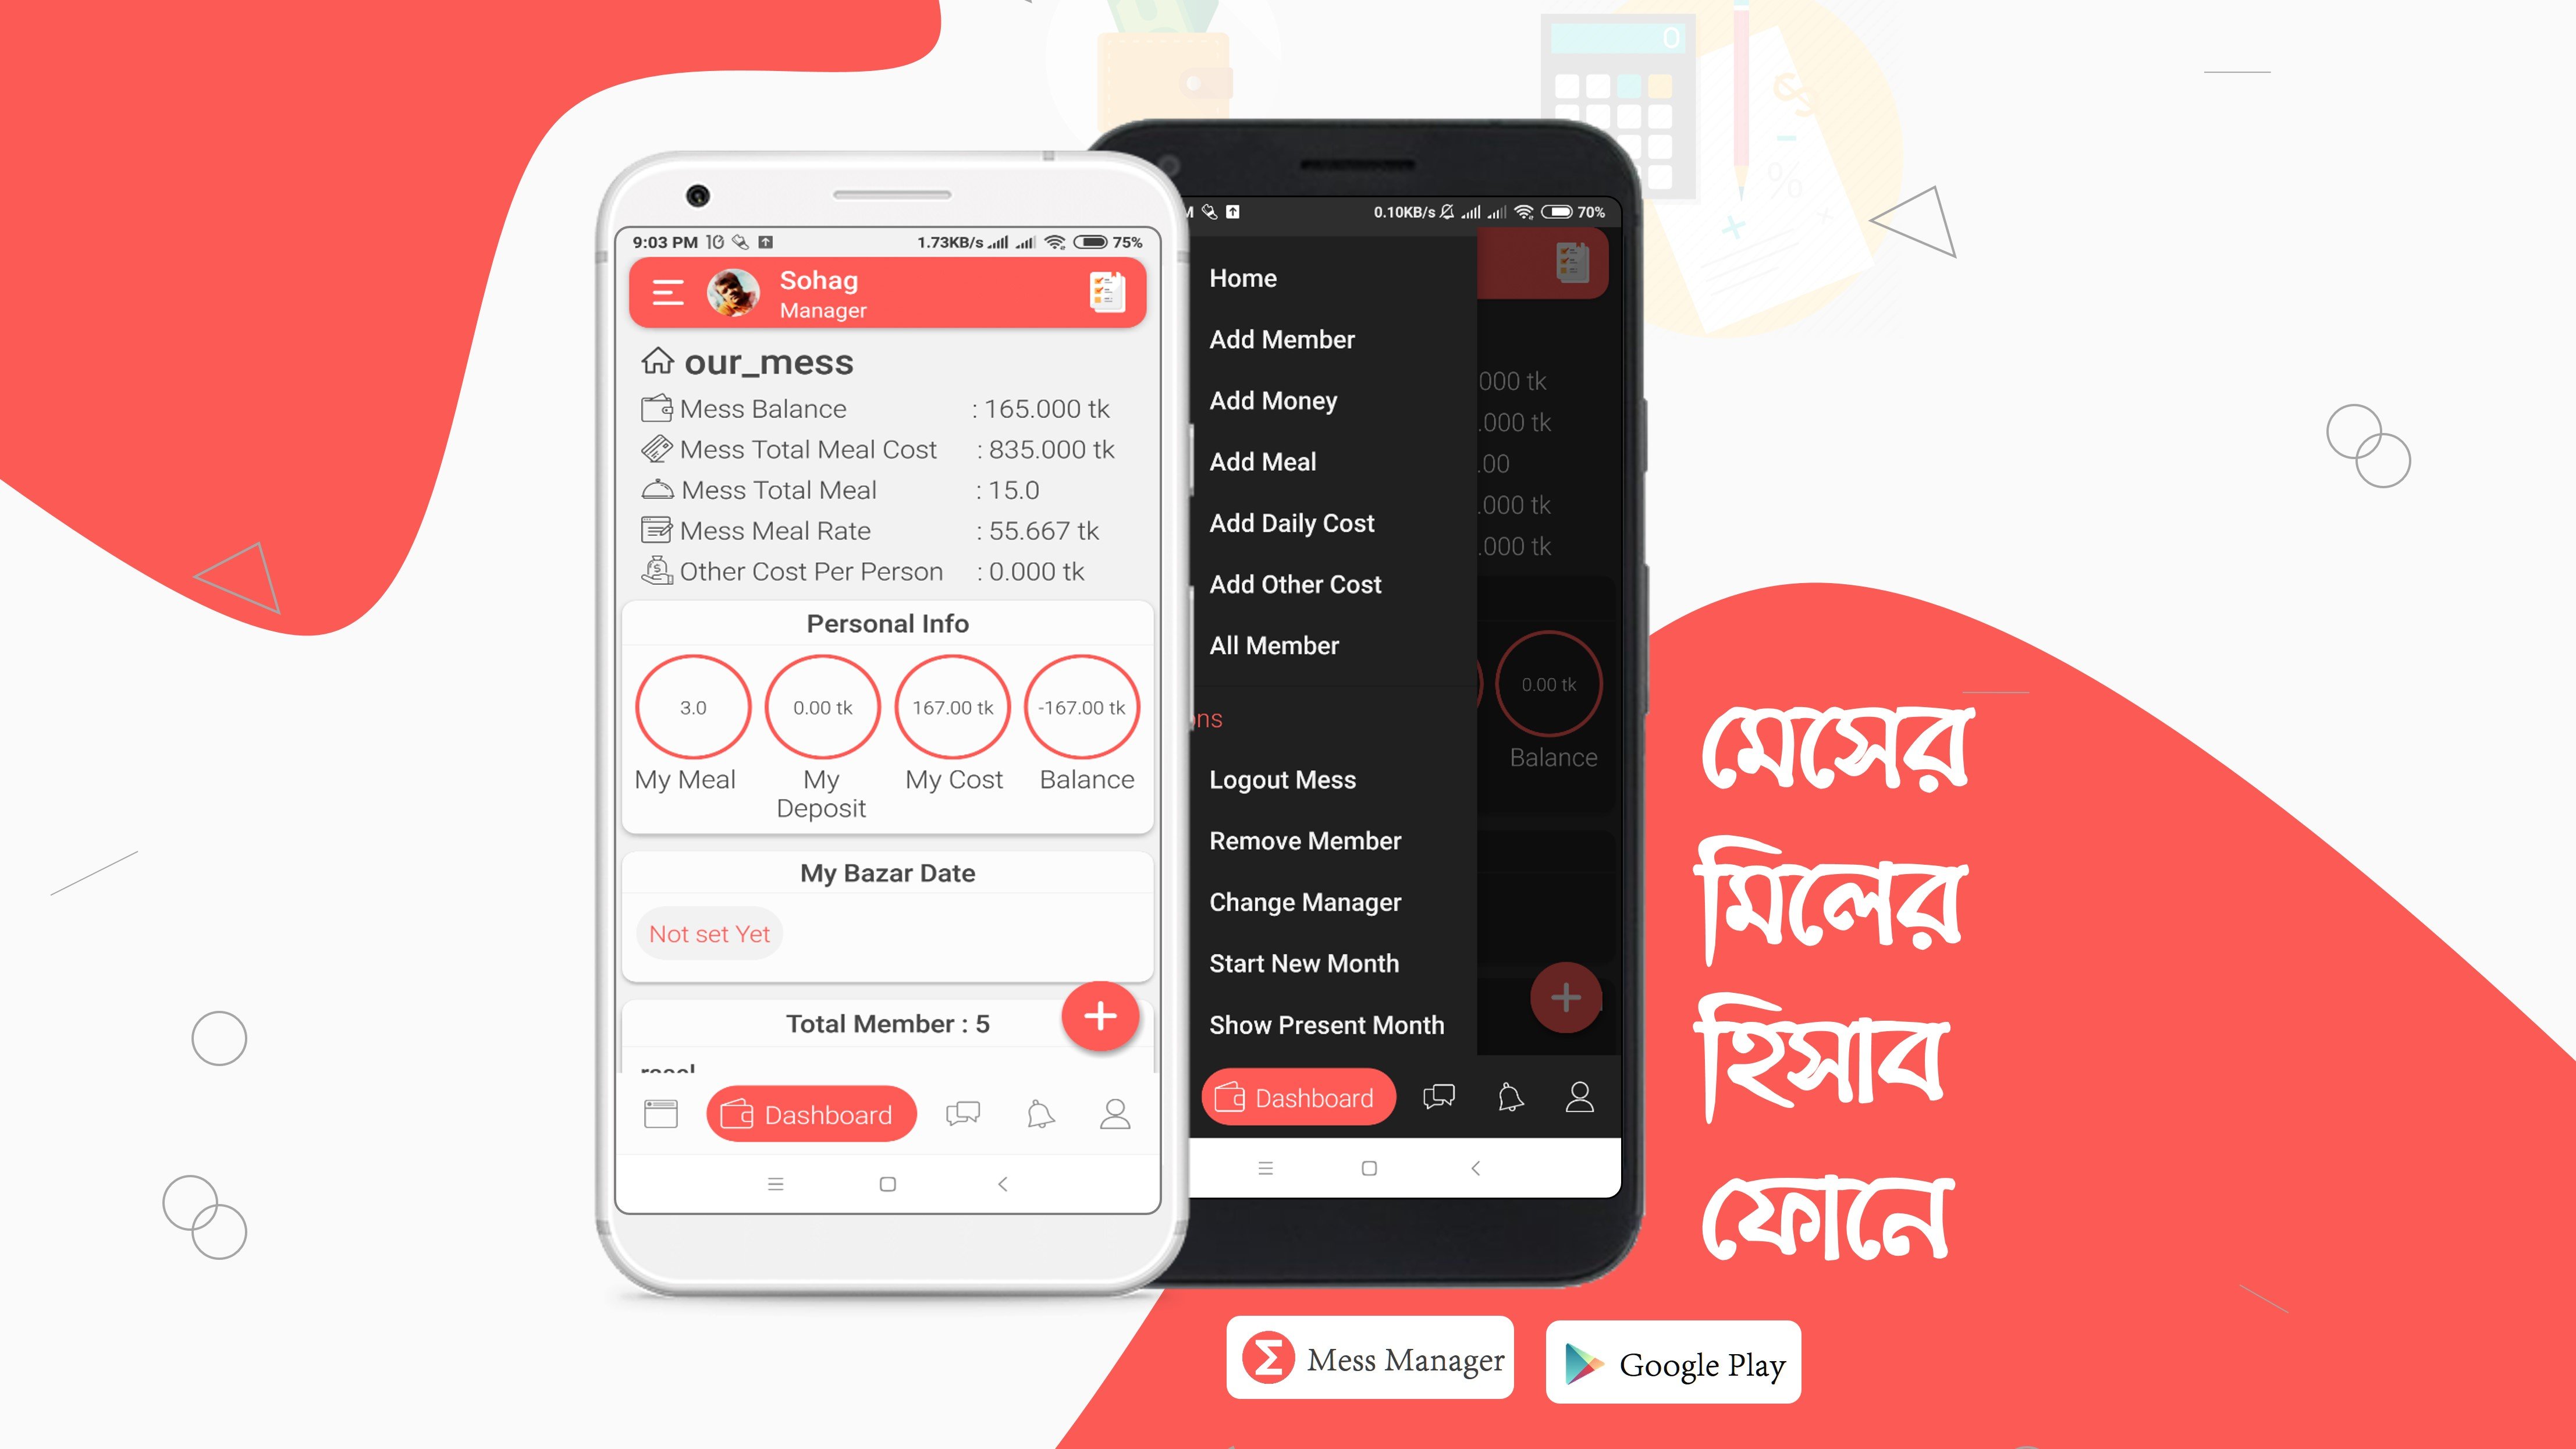 9:03 PM
1.73KB/s
75%
Sohag
Manager
our_mess
Mess Balance : 165.000 tk
Mess Total Meal Cost : 835.000 tk
Mess Total Meal : 15.0
Mess Meal Rate : 55.667 tk
Other Cost Per Person : 0.000 tk
Personal Info
3.0
0.00 tk
167.00 tk
-167.00 tk
My Meal
My
Deposit
My Cost
Balance
My Bazar Date
Not set Yet
Total Member : 5
Dashboard
0
%
M
0.10KB/s
70%
Home
Add Member
Add Money
Add Meal
Add Daily Cost
Add Other Cost
All Member
ons
Logout Mess
Remove Member
Change Manager
Start New Month
Show Present Month
000 tk
.000 tk
.00
.000 tk
.000 tk
0.00 tk
Balance
Dashboard
মেসের
মিলের
হিসাব
ফোনে
Mess Manager
Google Play